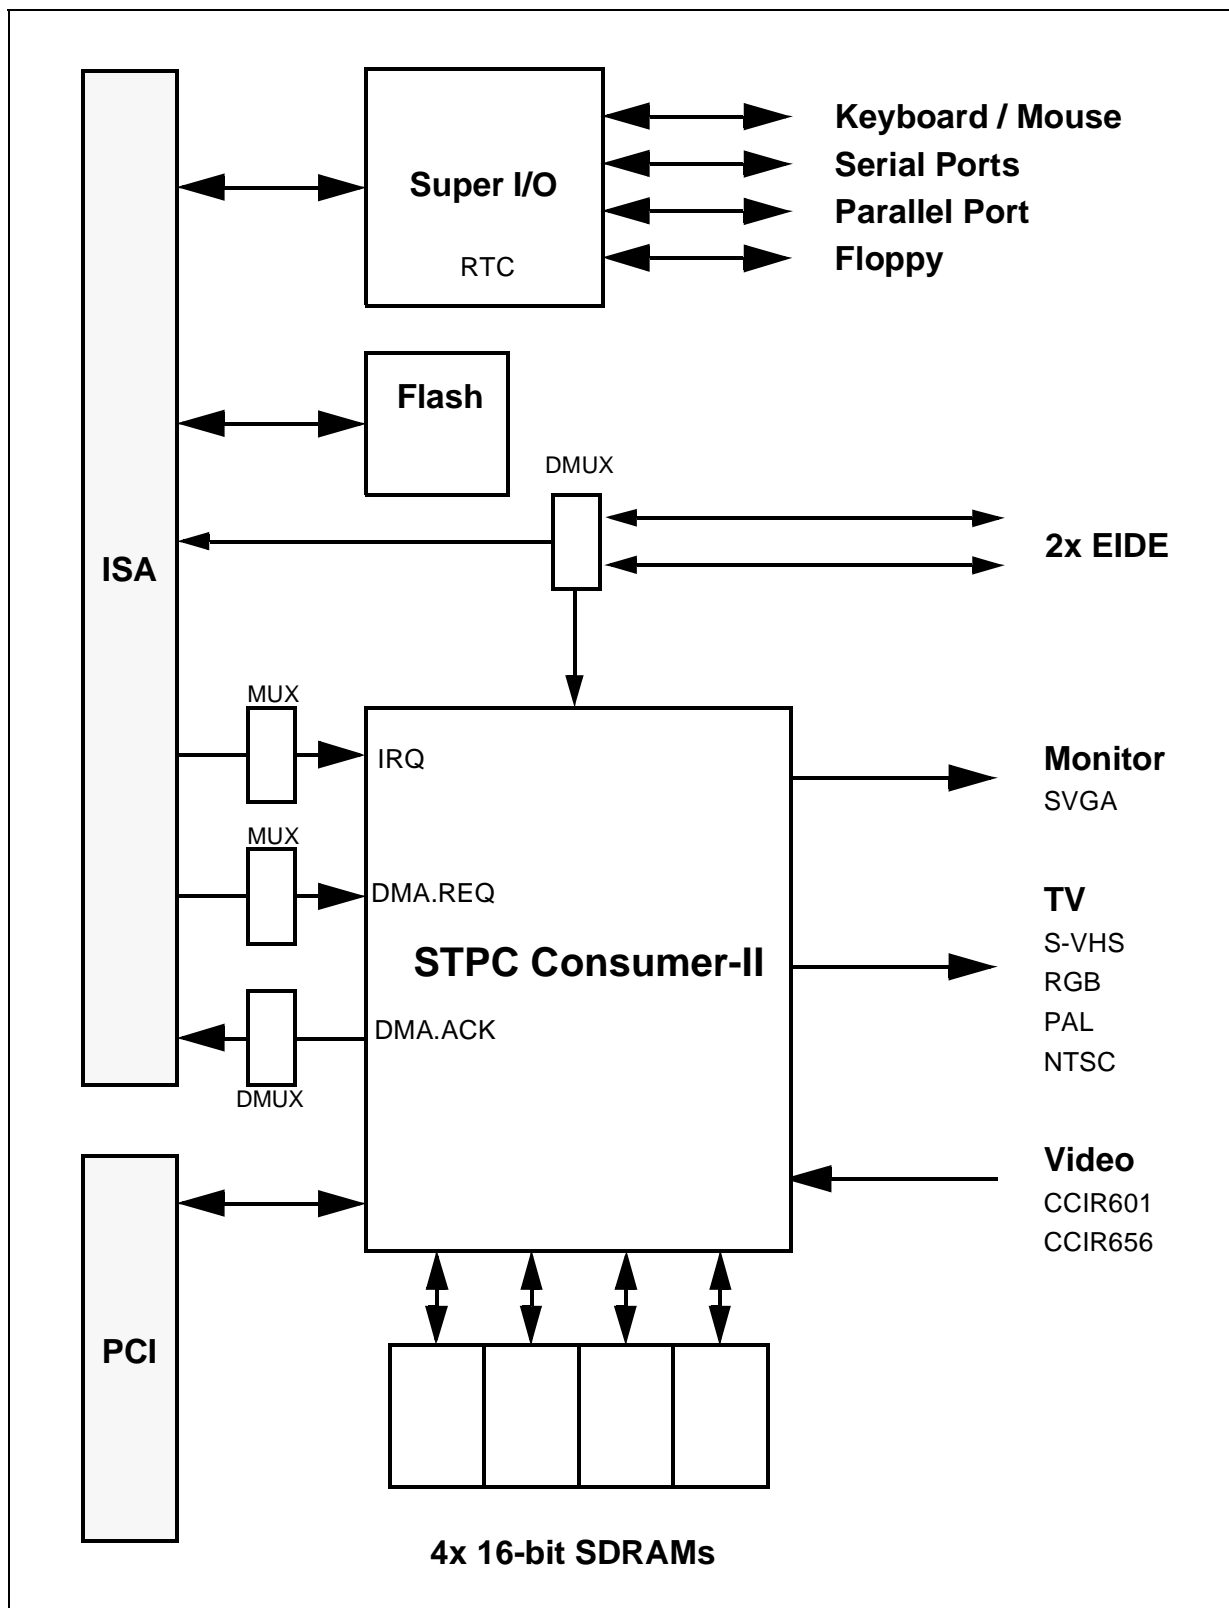 Keyboard / Mouse
Serial Ports
Super I/O
Parallel Port
Floppy
RTC
Flash
DMUX
2x EIDE
ISA
MUX
IRQ
Monitor
SVGA
MUX
DMA.REQ
TV
S-VHS
STPC Consumer-II
RGB
PAL
DMA.ACK
NTSC
DMUX
Video
CCIR601
CCIR656
PCI
4x 16-bit SDRAMs